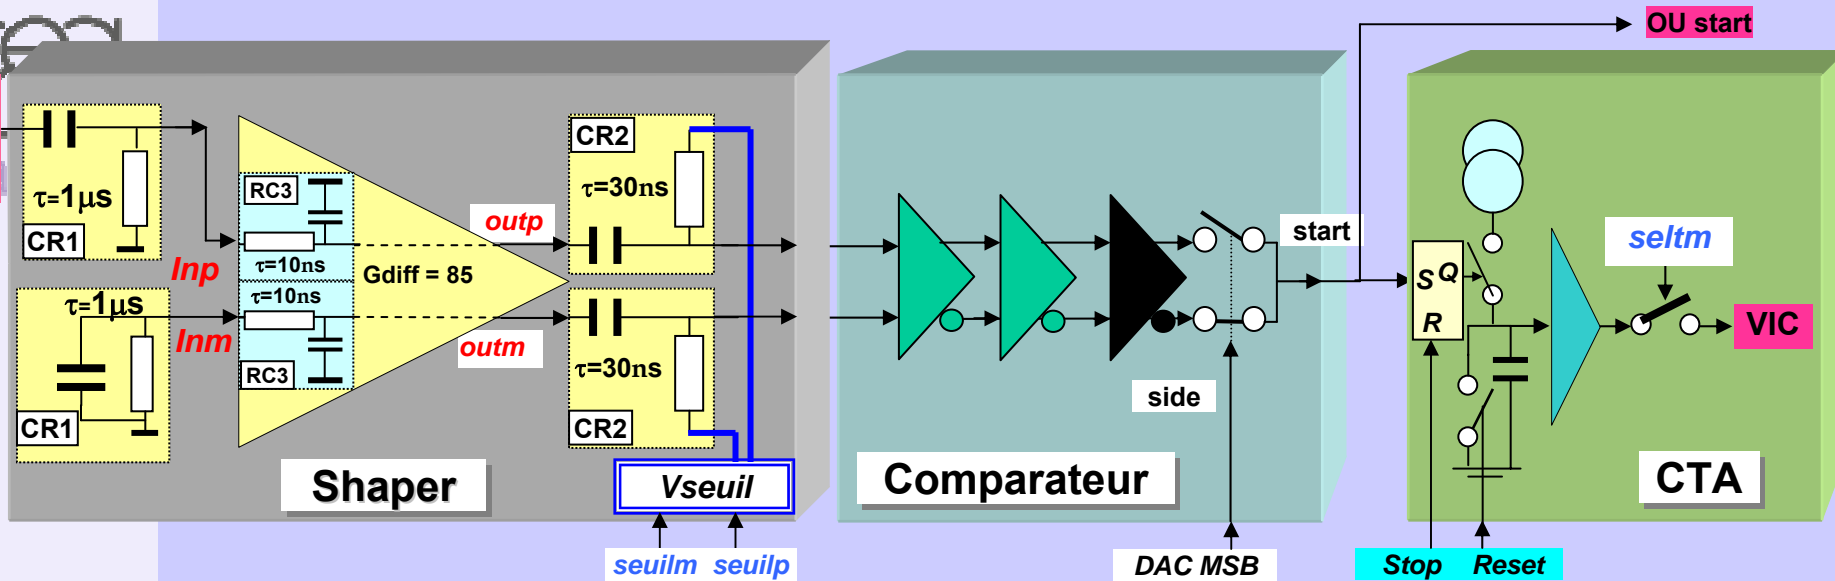 OU start
τ=1µs
CR1
Inp
τ=1µs
Inm
CR1
RC3
τ=10ns
τ=10ns
RC3
Gdiff = 85
outp
outm
CR2
τ=30ns
τ=30ns
CR2
Shaper
Vseuil
seuilm seuilp
Comparateur
side
DAC MSB
start
S Q
R
seltm
VIC
CTA
Stop Reset